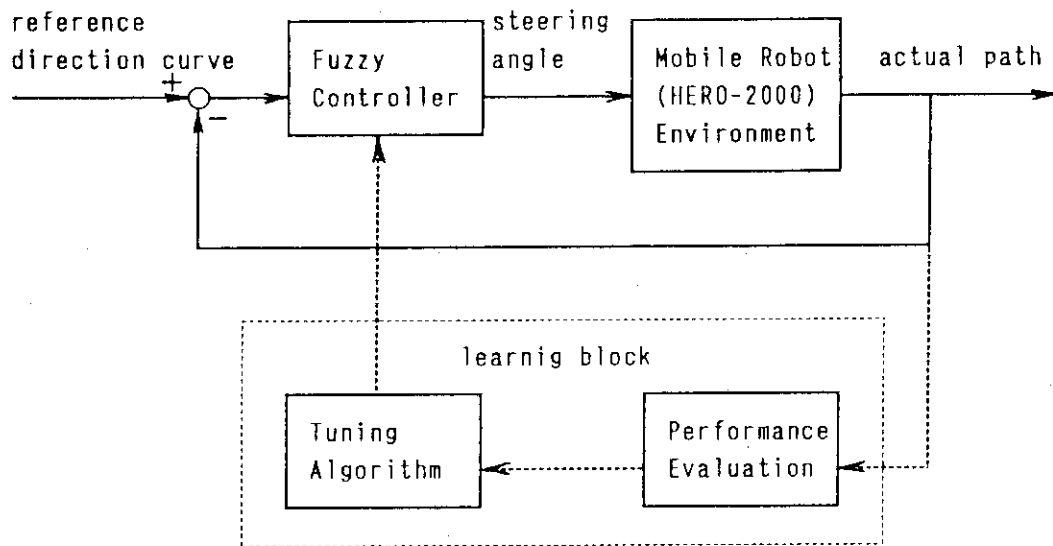 reference
direction curve
+
−
Fuzzy
Controller
steering
angle
Mobile Robot
(HERO-2000)
Environment
actual path
learnig block
Tuning
Algorithm
Performance
Evaluation